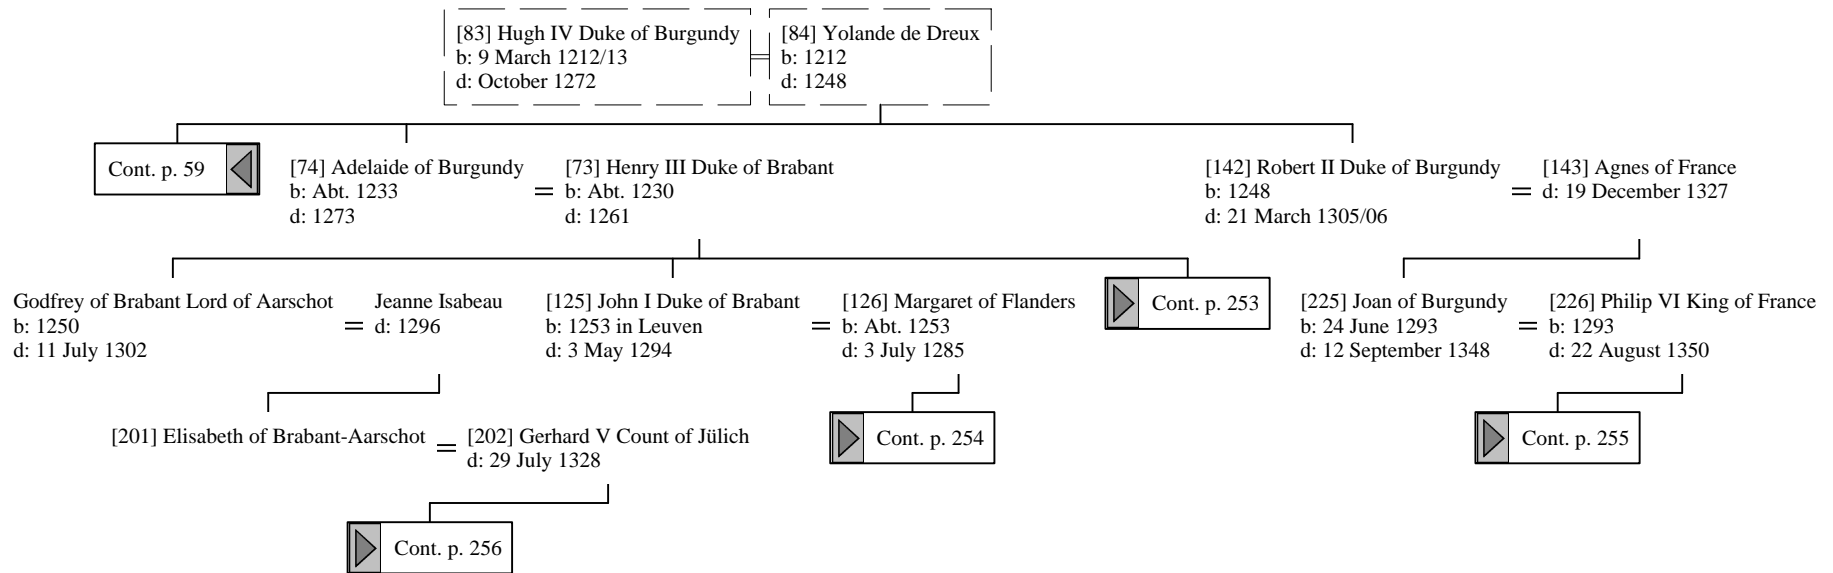 [83] Hugh IV Duke of Burgundy
b: 9 March 1212/13
d: October 1272
[84] Yolande de Dreux
b: 1212
d: 1248
Cont. p. 59
[74] Adelaide of Burgundy
b: Abt. 1233
d: 1273
=
[73] Henry III Duke of Brabant
b: Abt. 1230
d: 1261
[142] Robert II Duke of Burgundy
b: 1248
d: 21 March 1305/06
=
[143] Agnes of France
d: 19 December 1327
Godfrey of Brabant Lord of Aarschot
b: 1250
d: 11 July 1302
=
Jeanne Isabeau
d: 1296
[125] John I Duke of Brabant
b: 1253 in Leuven
d: 3 May 1294
=
[126] Margaret of Flanders
b: Abt. 1253
d: 3 July 1285
Cont. p. 253
[225] Joan of Burgundy
b: 24 June 1293
d: 12 September 1348
=
[226] Philip VI King of France
b: 1293
d: 22 August 1350
[201] Elisabeth of Brabant-Aarschot
=
[202] Gerhard V Count of Jülich
d: 29 July 1328
Cont. p. 254
Cont. p. 255
Cont. p. 256